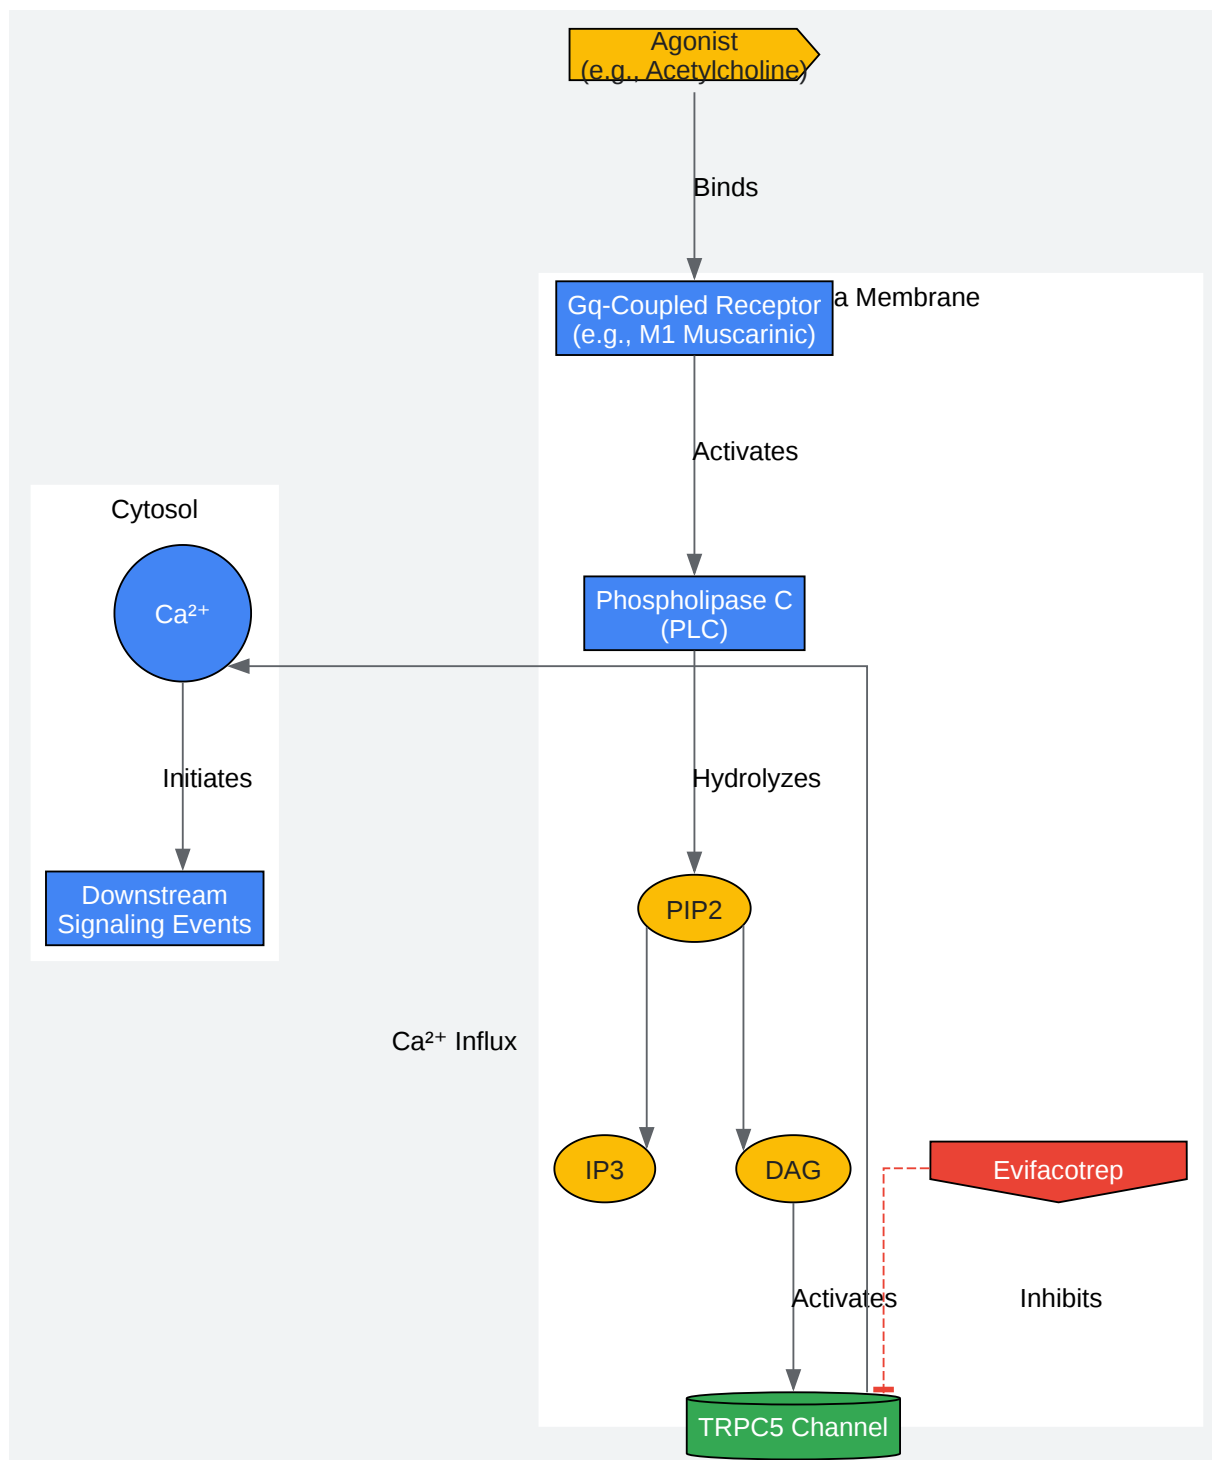 Agonist
(e.g., Acetylcholine)
Binds
Gq-Coupled Receptor
(e.g., M1 Muscarinic)
a Membrane
Activates
Cytosol
Ca²⁺
Phospholipase C
(PLC)
Initiates
Hydrolyzes
Downstream
Signaling Events
PIP2
Ca²⁺ Influx
IP3
DAG
Evifacotrep
Activates
Inhibits
TRPC5 Channel